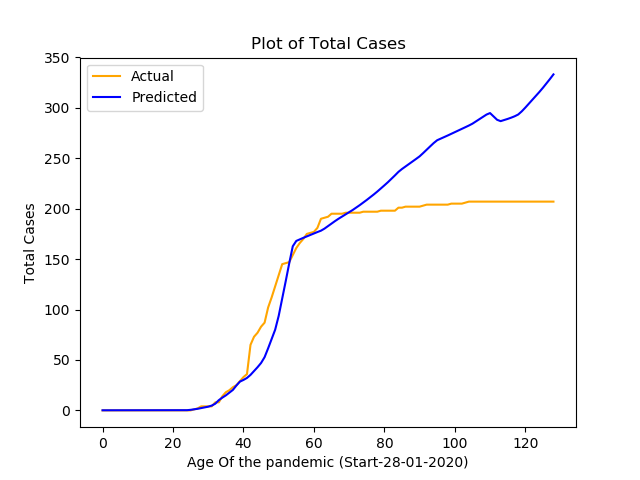 Plot of Total Cases
Actual
Predicted
350
300
250
200
150
100
50
0
Total Cases
0 20 40 60 80 100 120
Age Of the pandemic (Start-28-01-2020)